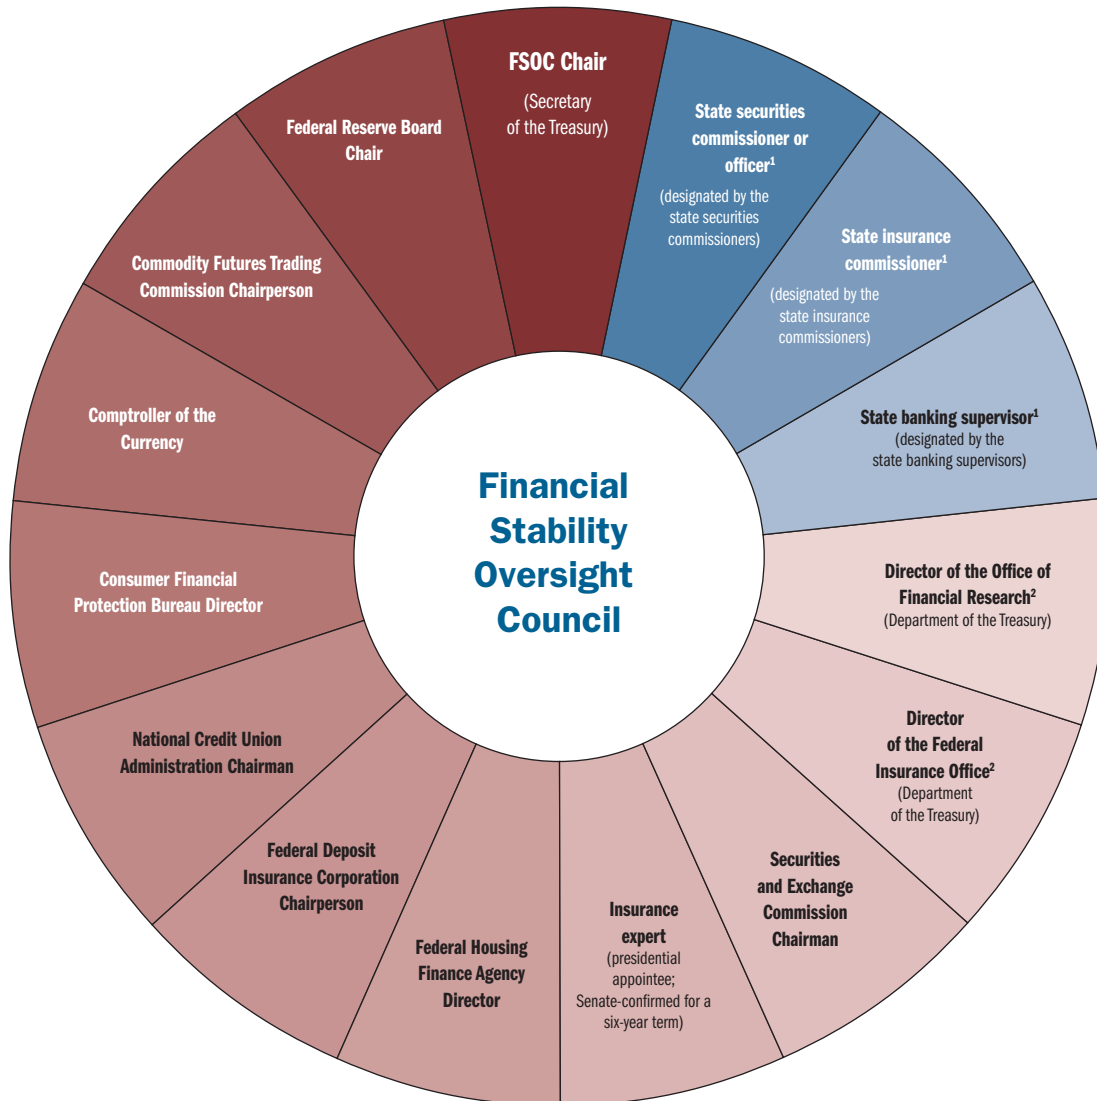 FSOC Chair
(Secretary
of the Treasury)
State securities
commissioner or
officer¹
(designated by the
state securities
commissioners)
State insurance
commissioner¹
(designated by the
state insurance
commissioners)
State banking supervisor¹
(designated by the
state banking supervisors)
Director of the Office of
Financial Research²
(Department of the Treasury)
Director
of the Federal
Insurance Office²
(Department
of the Treasury)
Securities
and Exchange
Commission
Chairman
Insurance
expert
(presidential
appointee;
Senate-confirmed for a
six-year term)
Federal Housing
Finance Agency
Director
Federal Deposit
Insurance Corporation
Chairperson
National Credit Union
Administration Chairman
Consumer Financial
Protection Bureau Director
Comptroller of the
Currency
Commodity Futures Trading
Commission Chairperson
Federal Reserve Board
Chair
Financial
Stability
Oversight
Council